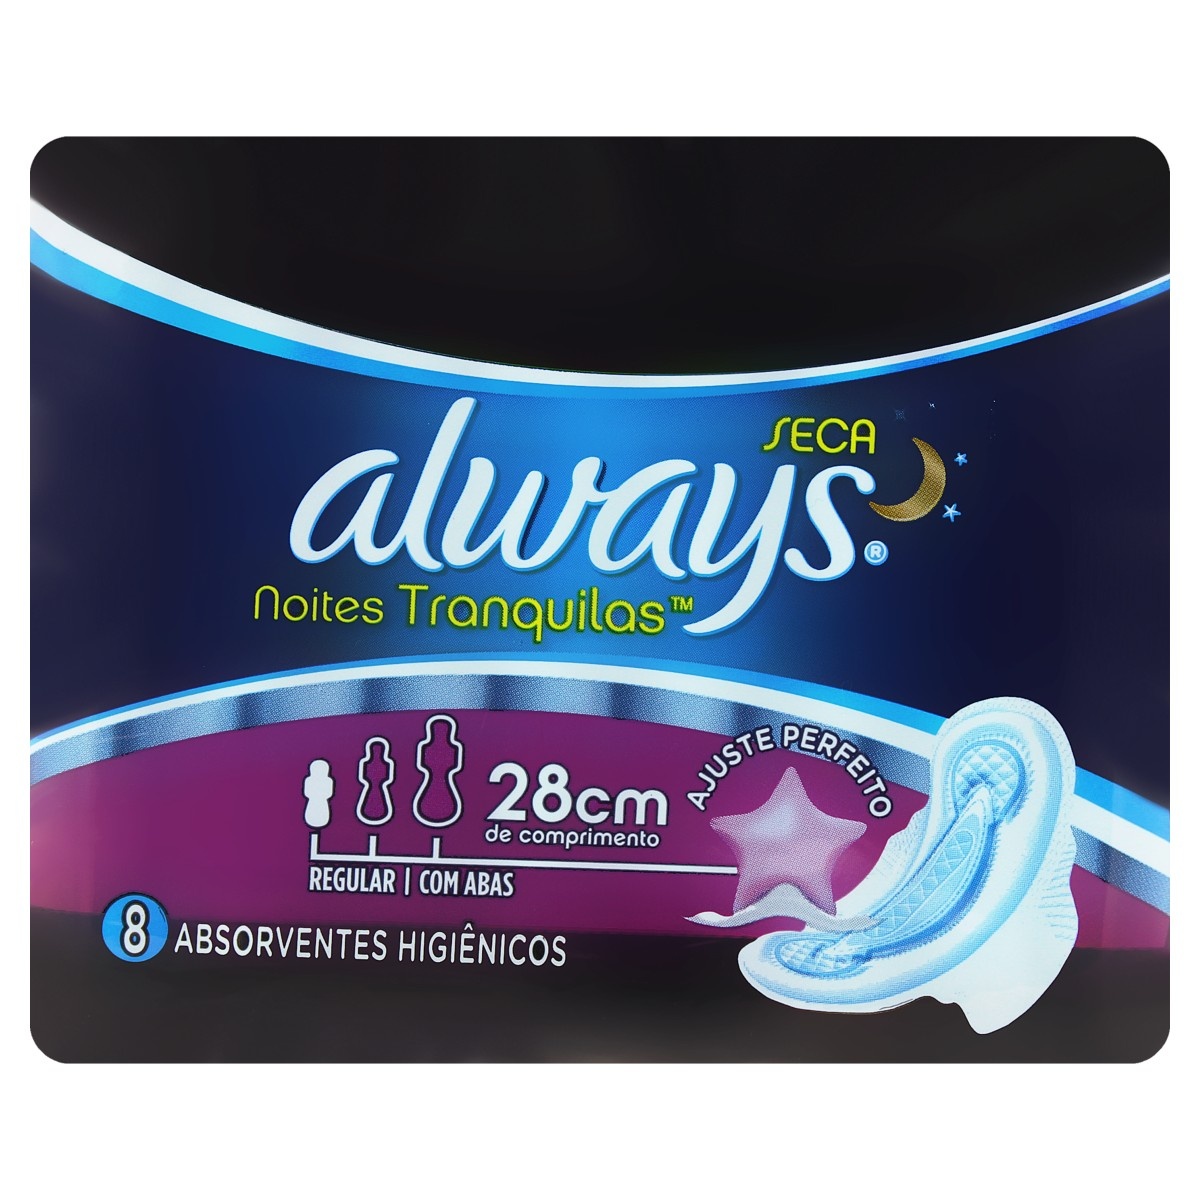 SECA
always®
Noites Tranquilas™
AJUSTE PERFEITO
28cm
de comprimento
REGULAR | COM ABAS
8 ABSORVENTES HIGIÊNICOS